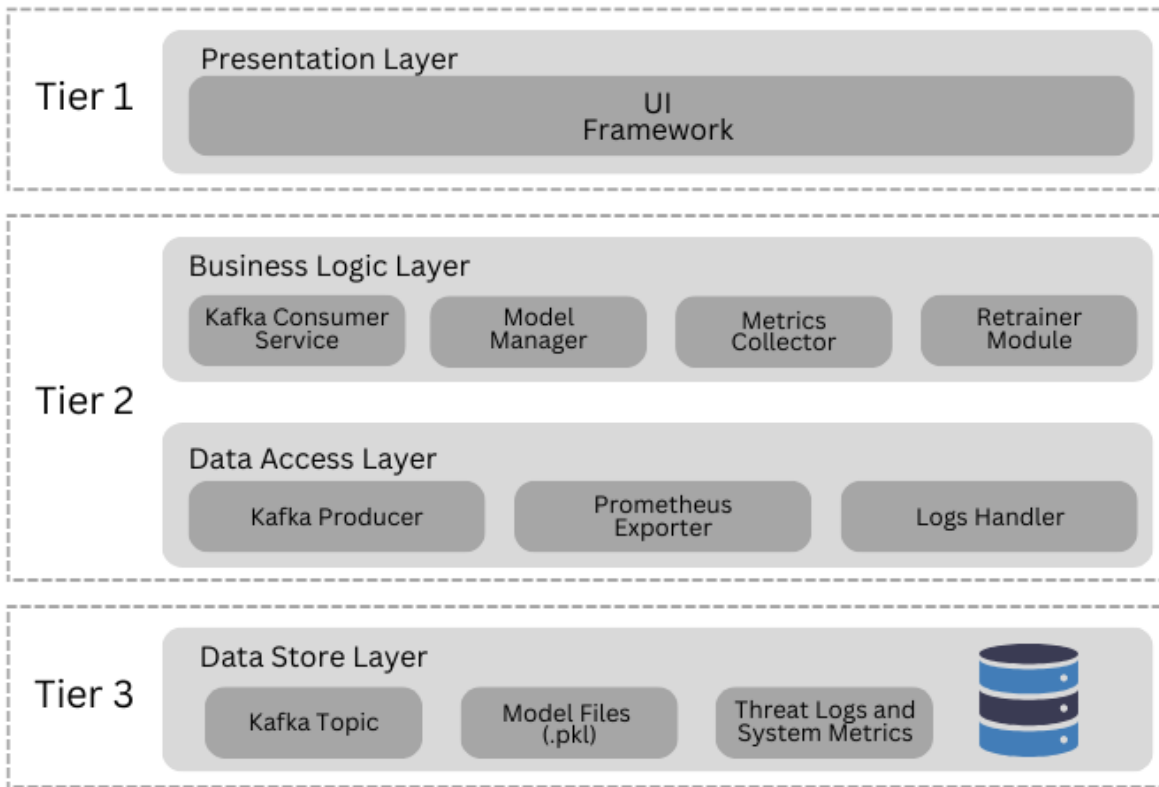 Tier 1
Presentation Layer
UI
Framework
Tier 2
Business Logic Layer
Kafka Consumer
Service
Model
Manager
Metrics
Collector
Retrainer
Module
Data Access Layer
Kafka Producer
Prometheus
Exporter
Logs Handler
Tier 3
Data Store Layer
Kafka Topic
Model Files
(.pkl)
Threat Logs and
System Metrics